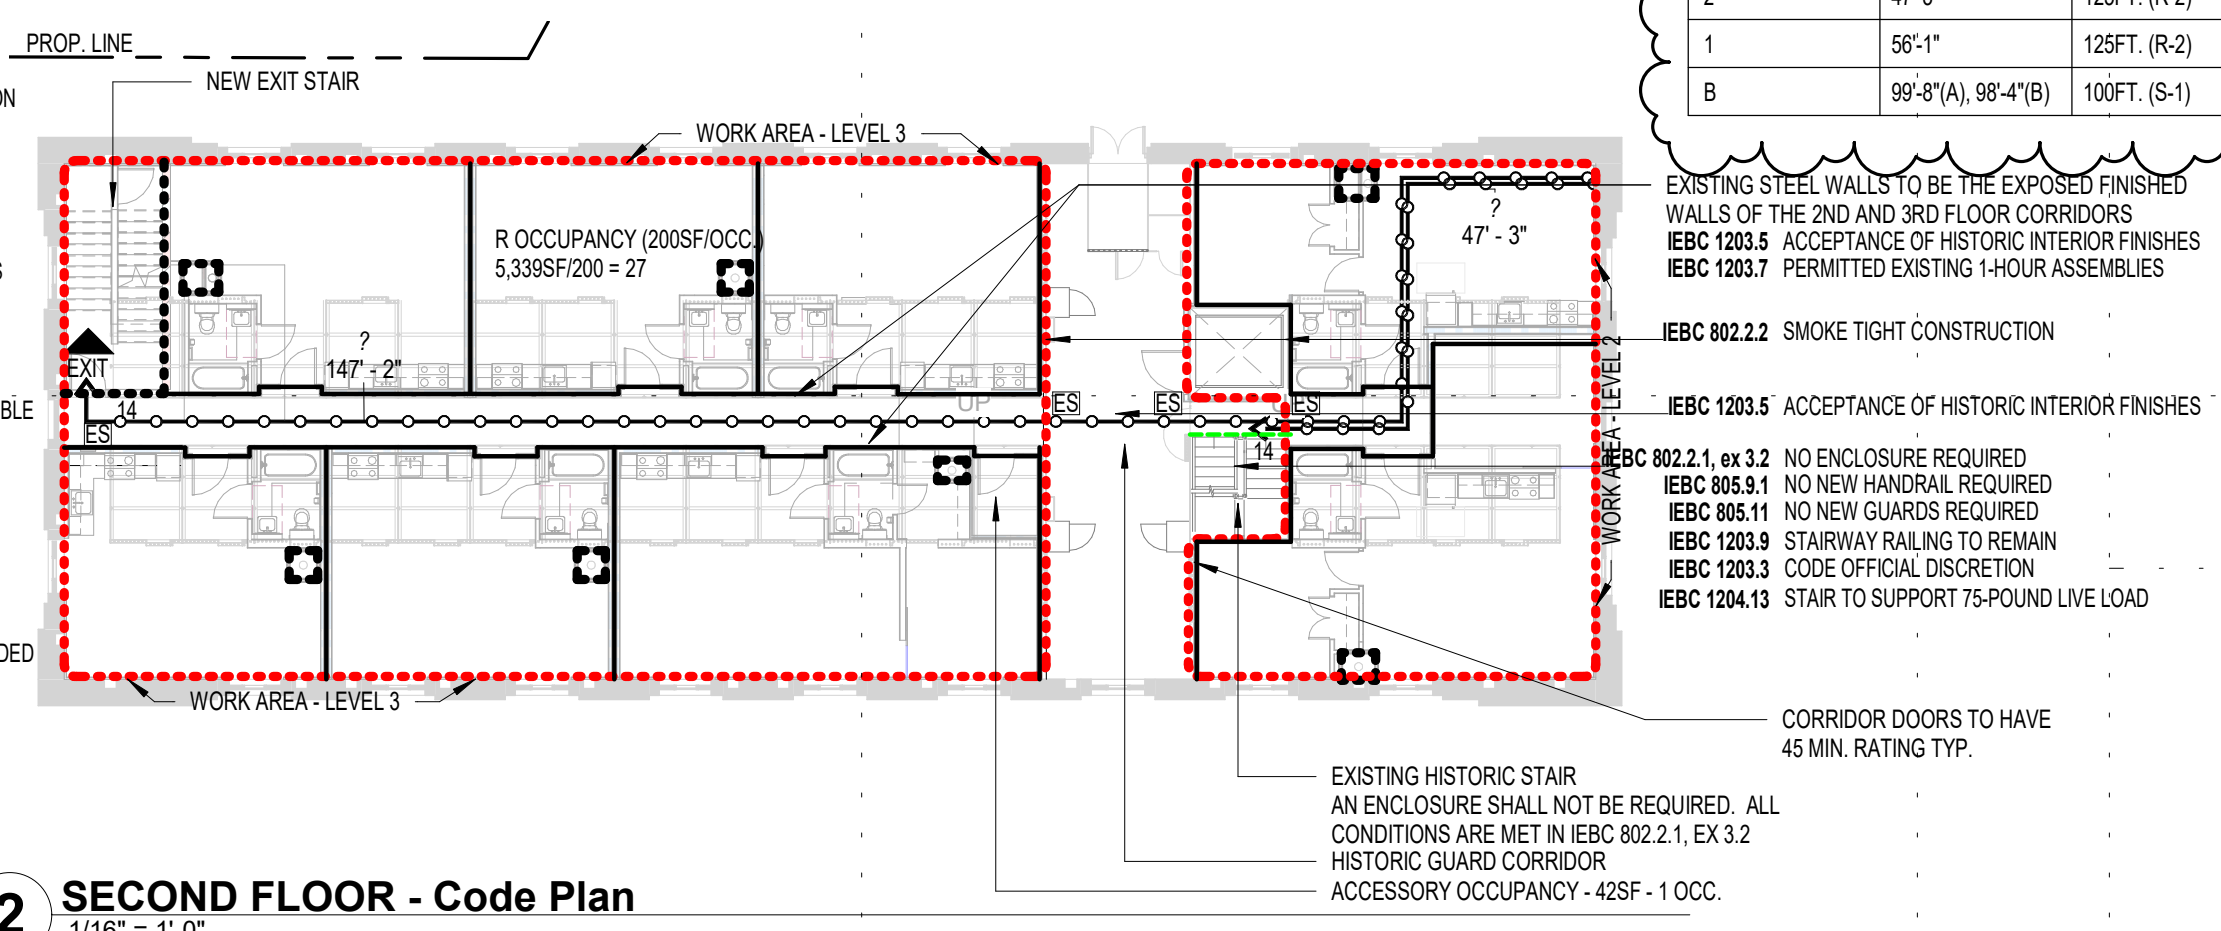 PROP. LINE
NEW EXIT STAIR
ON
WORK AREA - LEVEL 3
1 56'-1" 125FT. (R-2)
B 99'-8"(A), 98'-4"(B) 100FT. (S-1)
EXISTING STEEL WALLS TO BE THE EXPOSED FINISHED
WALLS OF THE 2ND AND 3RD FLOOR CORRIDORS
IEBC 1203.5 ACCEPTANCE OF HISTORIC INTERIOR FINISHES
IEBC 1203.7 PERMITTED EXISTING 1-HOUR ASSEMBLIES
R OCCUPANCY (200SF/OCC.)
5,339SF/200 = 27
?
47' - 3"
IEBC 802.2.2 SMOKE TIGHT CONSTRUCTION
?
147' - 2"
EXIT
14
ES
UP
ES
ES
ES
14
BLE
IEBC 1203.5 ACCEPTANCE OF HISTORIC INTERIOR FINISHES
WORK AREA - LEVEL 2
IEBC 802.2.1, ex 3.2 NO ENCLOSURE REQUIRED
IEBC 805.9.1 NO NEW HANDRAIL REQUIRED
IEBC 805.11 NO NEW GUARDS REQUIRED
IEBC 1203.9 STAIRWAY RAILING TO REMAIN
IEBC 1203.3 CODE OFFICIAL DISCRETION
IEBC 1204.13 STAIR TO SUPPORT 75-POUND LIVE LOAD
DED
WORK AREA - LEVEL 3
CORRIDOR DOORS TO HAVE
45 MIN. RATING TYP.
EXISTING HISTORIC STAIR
AN ENCLOSURE SHALL NOT BE REQUIRED. ALL
CONDITIONS ARE MET IN IEBC 802.2.1, EX 3.2
HISTORIC GUARD CORRIDOR
ACCESSORY OCCUPANCY - 42SF - 1 OCC.
2
SECOND FLOOR - Code Plan
1/16" = 1'-0"